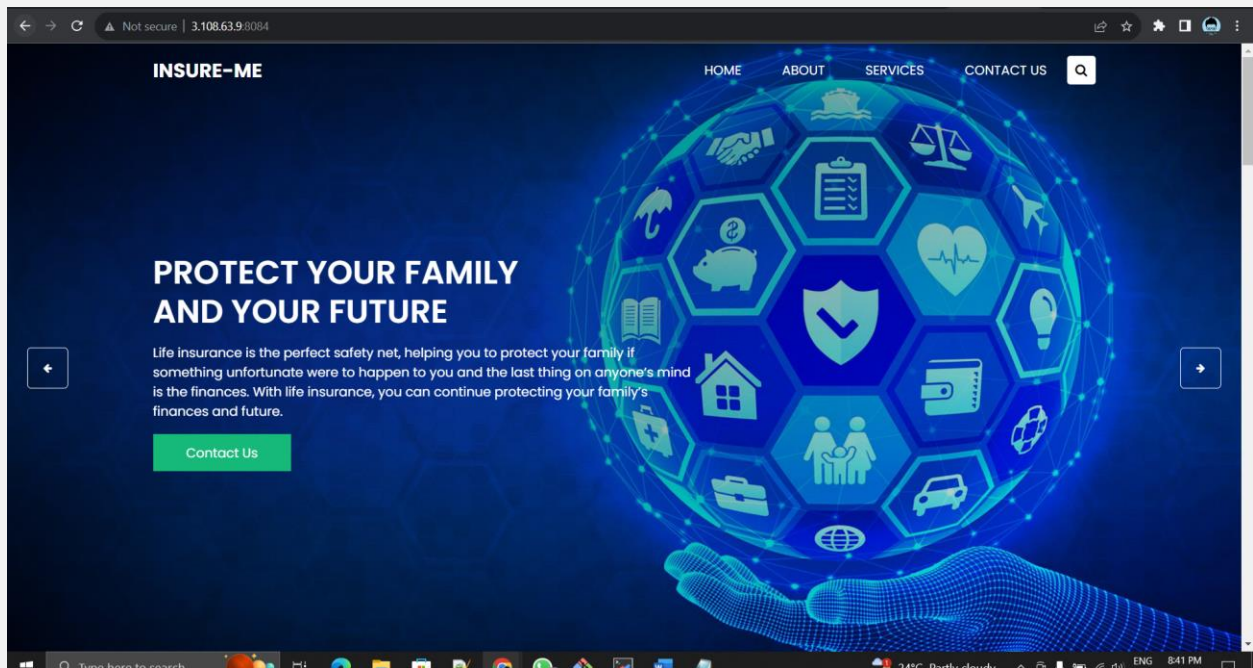 Not secure | 3.108.63.9:8084
INSURE-ME
HOME ABOUT SERVICES CONTACT US
PROTECT YOUR FAMILY
AND YOUR FUTURE
Life insurance is the perfect safety net, helping you to protect your family if
something unfortunate were to happen to you and the last thing on anyone's mind
is the finances. With life insurance, you can continue protecting your family's
finances and future.
Contact Us
Type here to search
24°C Partly cloudy
ENG
8:41 PM